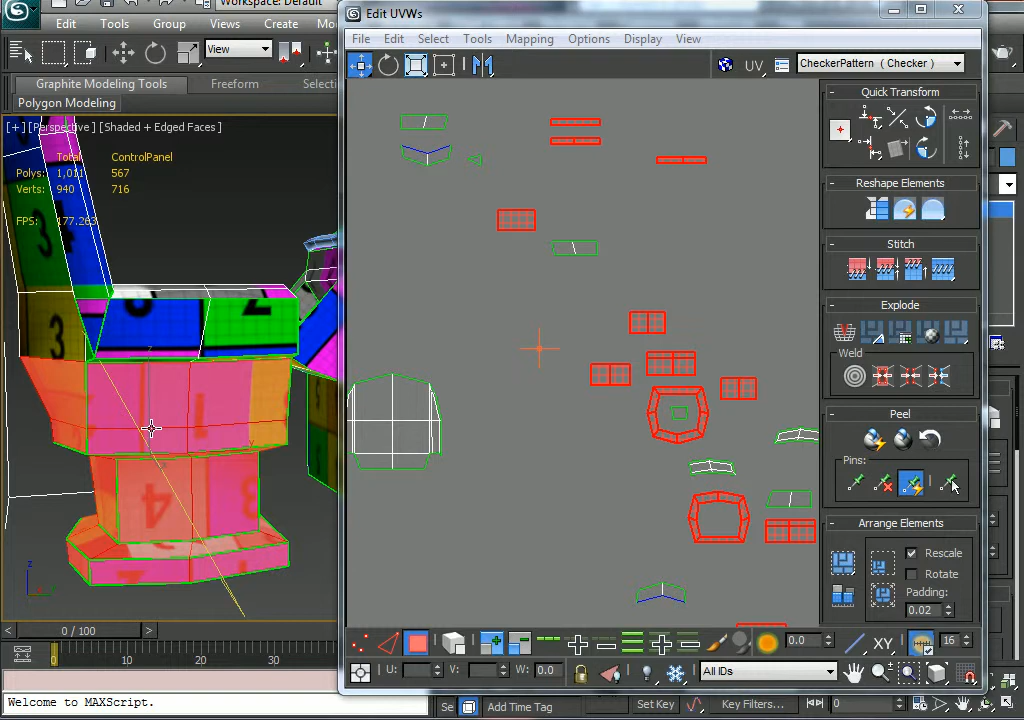 Workspace: Default
Edit UVWs
Edit Tools Group Views Create
File Edit Select Tools Mapping Options Display View
View
UV
CheckerPattern ( Checker )
Graphite Modeling Tools Freeform
Polygon Modeling
Quick Transform
[+] [Perspective] [Shaded + Edged Faces]
Total ControlPanel
Polys: 1,011 567
Verts: 940 716
FPS: 177.263
Reshape Elements
Stitch
Explode
Weld
Peel
Pins:
Arrange Elements
Rescale
Rotate
Padding:
0.02
3
3
4
z
0 / 100
10 20 30
0.0
XY
16
U: V: W: 0.0
All IDs
Welcome to MAXScript.
Se
Add Time Tag
Set Key
Key Filters...
0